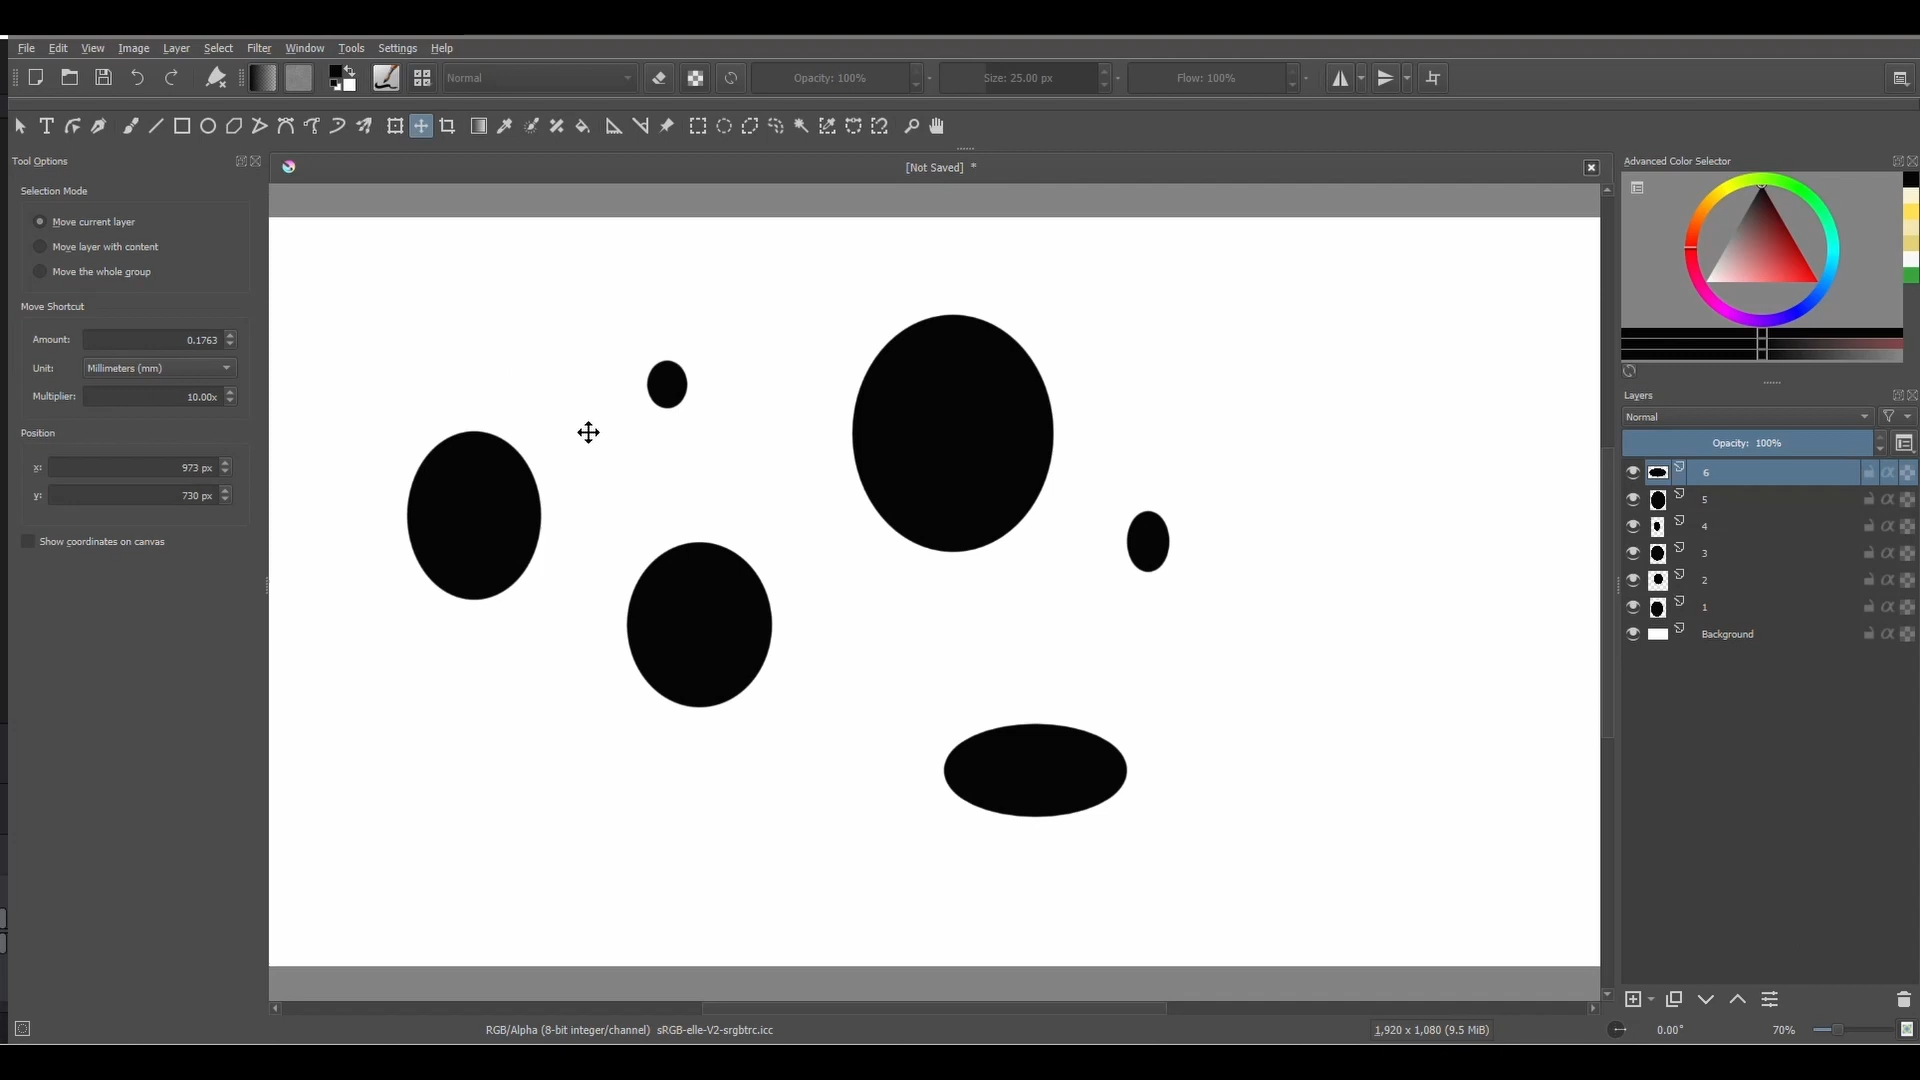 File Edit View Image Layer Select Filter Window Tools Settings Help
Normal Opacity: 100% Size: 25.00 px Flow: 100%
Tool Options
[Not Saved] *
Selection Mode
Move current layer
Move layer with content
Move the whole group
Move Shortcut
Amount: 0.1763
Unit: Millimeters (mm)
Multiplier: 10.00x
Position
x: 973 px
y: 730 px
Show coordinates on canvas
Advanced Color Selector
Layers
Normal
Opacity: 100%
6
5
4
3
2
1
Background
RGB/Alpha (8-bit integer/channel) sRGB-elle-V2-srgbtrc.icc
1,920 x 1,080 (9.5 MiB)
0.00°
70%